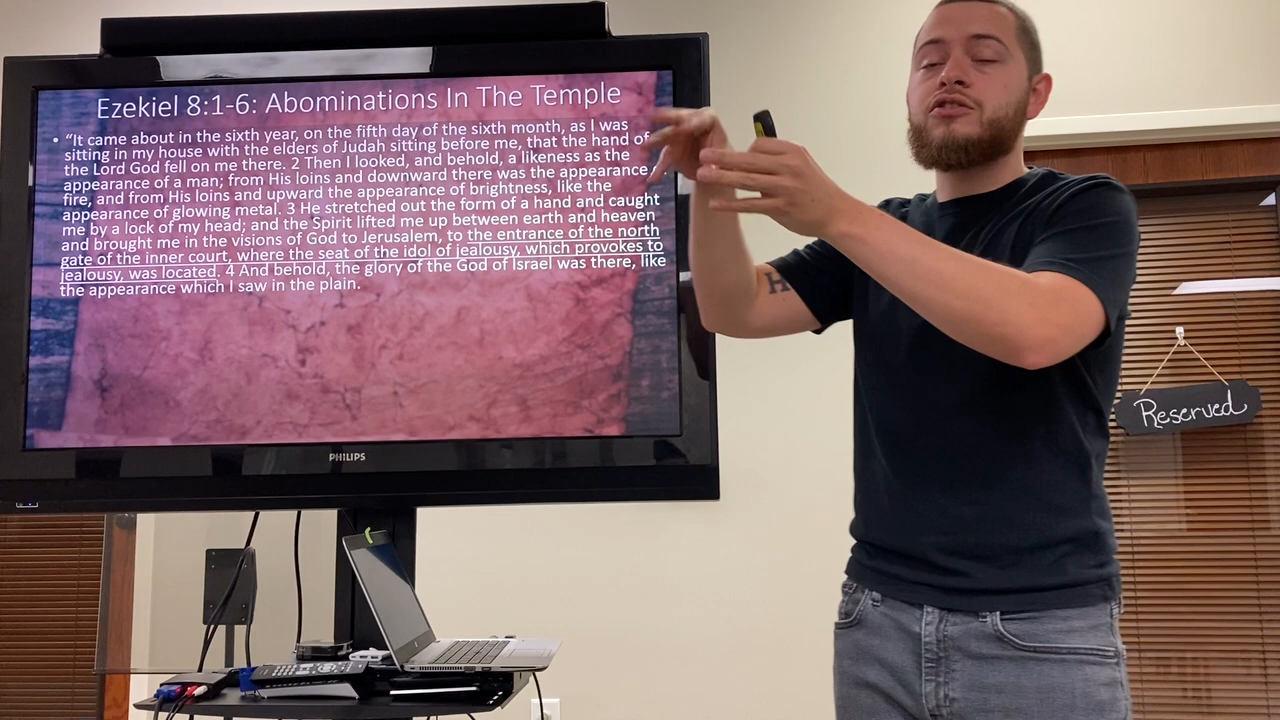 Ezekiel 8:1-6: Abominations In The Temple
• “It came about in the sixth year, on the fifth day of the sixth month, as I was
sitting in my house with the elders of Judah sitting before me, that the hand of
the Lord God fell on me there. 2 Then I looked, and behold, a likeness as the
appearance of a man; from His loins and downward there was the appearance
fire, and from His loins and upward the appearance of brightness, like the
appearance of glowing metal. 3 He stretched out the form of a hand and caught
me by a lock of my head; and the Spirit lifted me up between earth and heaven
and brought me in the visions of God to Jerusalem, to the entrance of the north
gate of the inner court, where the seat of the idol of jealousy, which provokes to
jealousy, was located. 4 And behold, the glory of the God of Israel was there, like
the appearance which I saw in the plain.
PHILIPS
H
Reserved